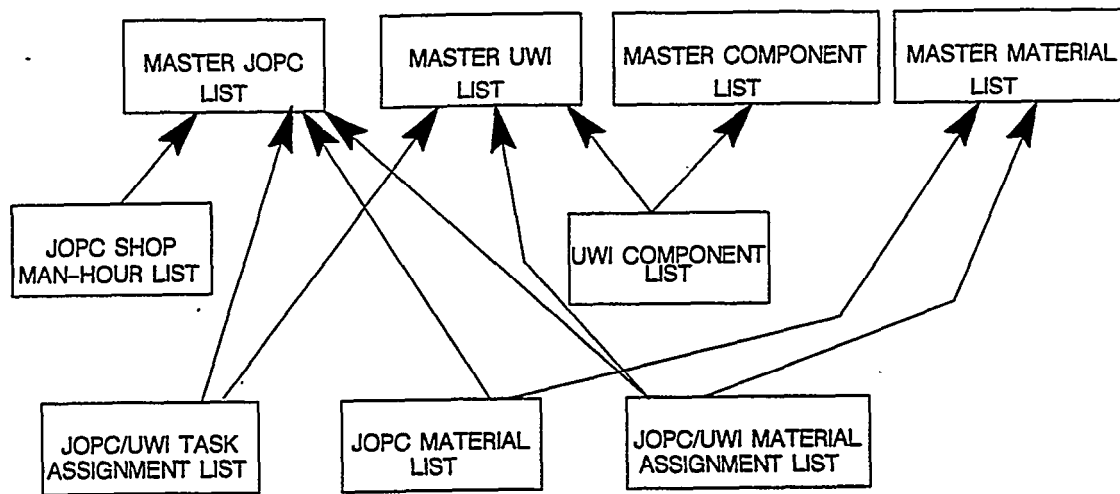 MASTER JOPC
LIST
MASTER UWI
LIST
MASTER COMPONENT
LIST
MASTER MATERIAL
LIST
JOPC SHOP
MAN-HOUR LIST
UWI COMPONENT
LIST
JOPC/UWI TASK
ASSIGNMENT LIST
JOPC MATERIAL
LIST
JOPC/UWI MATERIAL
ASSIGNMENT LIST